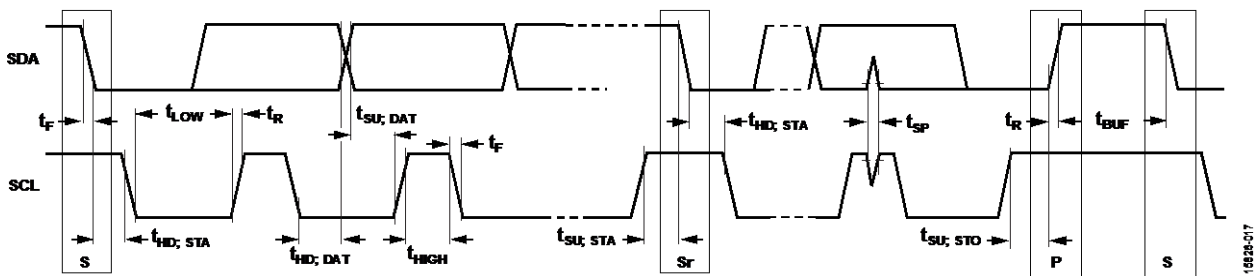 SDA
tF tLOW tR tSU; DAT tHD; STA tSP tR tBUF
tF
SCL
tHD; STA tHD; DAT tHIGH tSU; STA tSU; STO
S Sr P S
15826-017